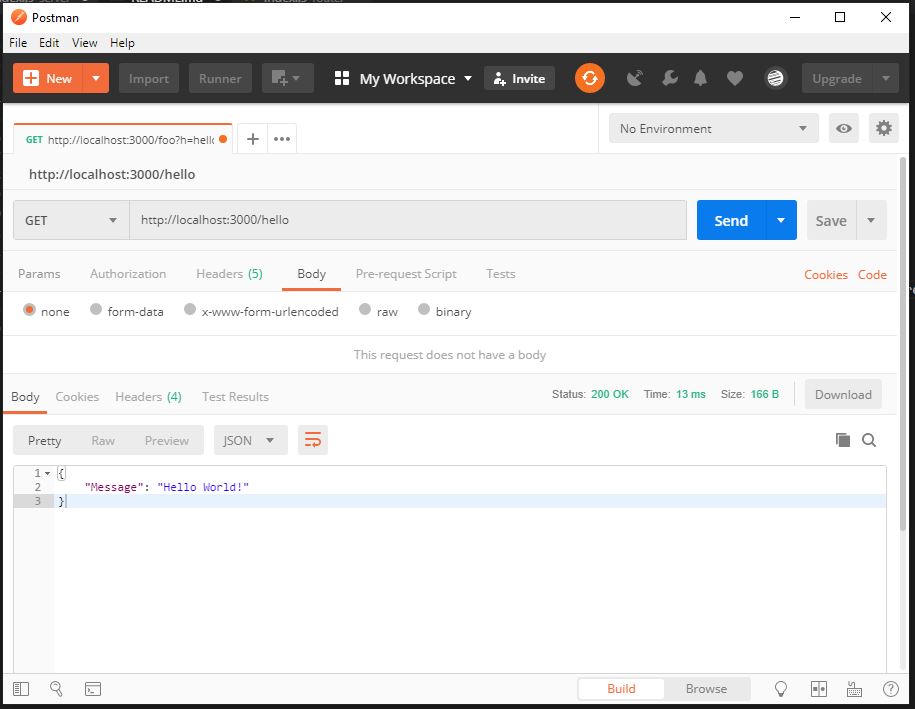 Postman
File Edit View Help
New Import Runner My Workspace Invite Upgrade
GET http://localhost:3000/foo?h=hello No Environment
http://localhost:3000/hello
GET http://localhost:3000/hello Send Save
Params Authorization Headers (5) Body Pre-request Script Tests Cookies Code
none form-data x-www-form-urlencoded raw binary
This request does not have a body
Body Cookies Headers (4) Test Results Status: 200 OK Time: 13 ms Size: 166 B Download
Pretty Raw Preview JSON
1 {
2 "Message": "Hello World!"
3 }
Build Browse